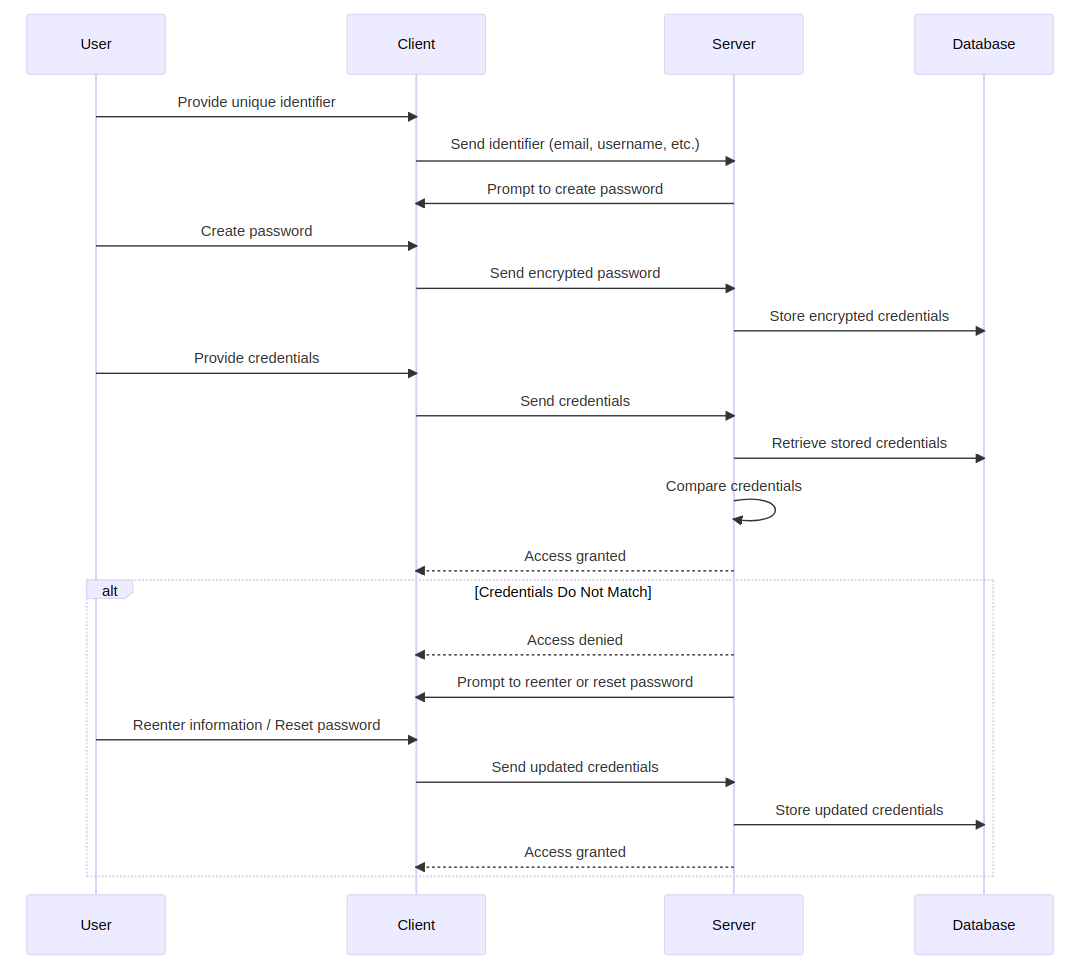 User
Client
Server
Database
Provide unique identifier
Send identifier (email, username, etc.)
Prompt to create password
Create password
Send encrypted password
Store encrypted credentials
Provide credentials
Send credentials
Retrieve stored credentials
Compare credentials
Access granted
alt
[Credentials Do Not Match]
Access denied
Prompt to reenter or reset password
Reenter information / Reset password
Send updated credentials
Store updated credentials
Access granted
User
Client
Server
Database